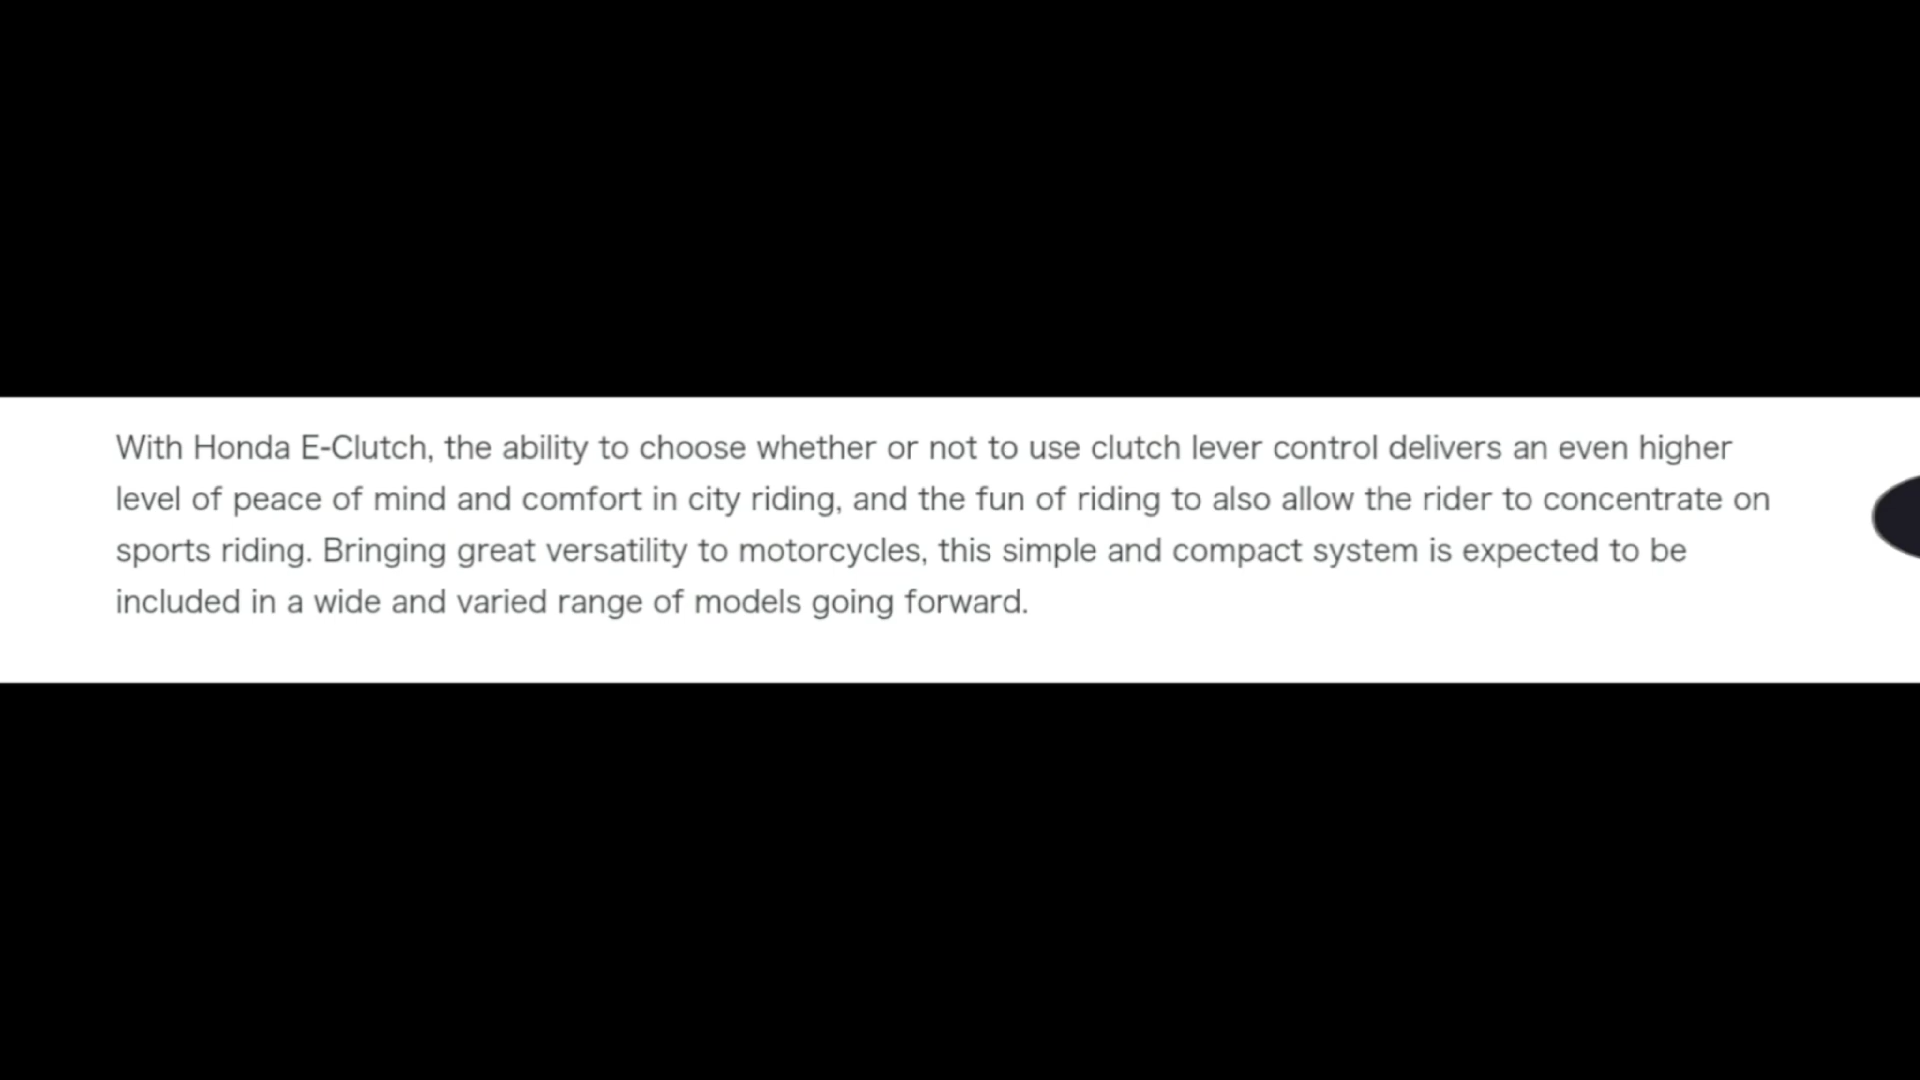 With Honda E-Clutch, the ability to choose whether or not to use clutch lever control delivers an even higher
level of peace of mind and comfort in city riding, and the fun of riding to also allow the rider to concentrate on
sports riding. Bringing great versatility to motorcycles, this simple and compact system is expected to be
included in a wide and varied range of models going forward.